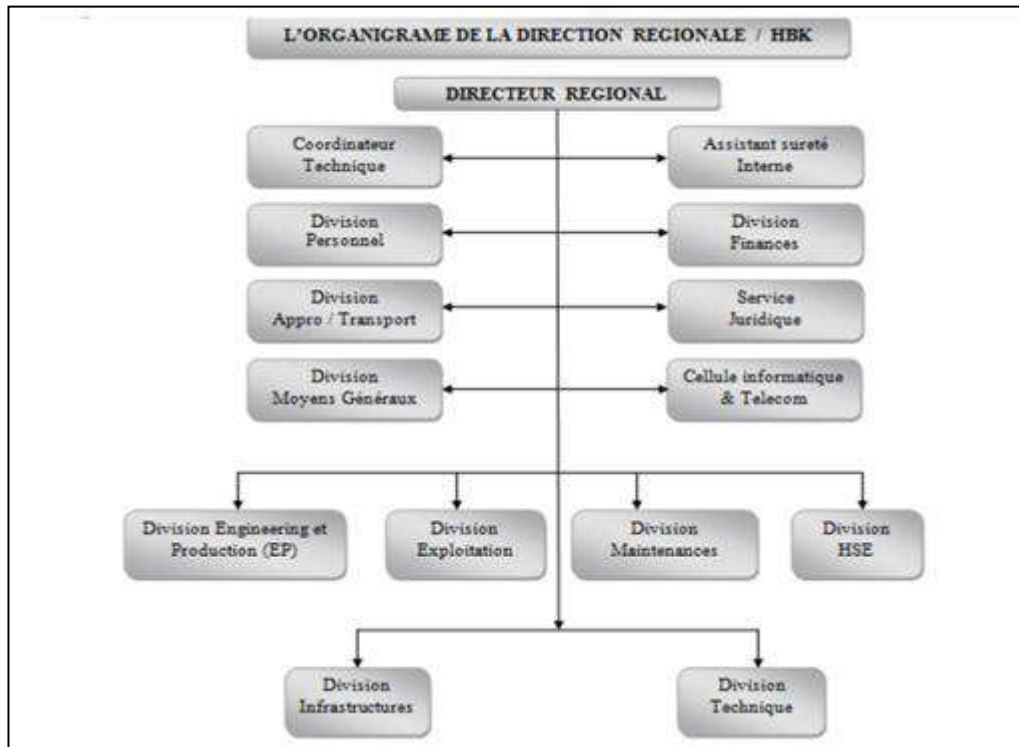 L'ORGANIGRAME DE LA DIRECTION REGIONALE / HBK
DIRECTEUR REGIONAL
Coordinateur
Technique
Assistant sureté
Interne
Division
Personnel
Division
Finances
Division
Appro / Transport
Service
Juridique
Division
Moyens Généraux
Cellule informatique
& Telecom
Division Engineering et
Production (EP)
Division
Exploitation
Division
Maintenances
Division
HSE
Division
Infrastructures
Division
Technique